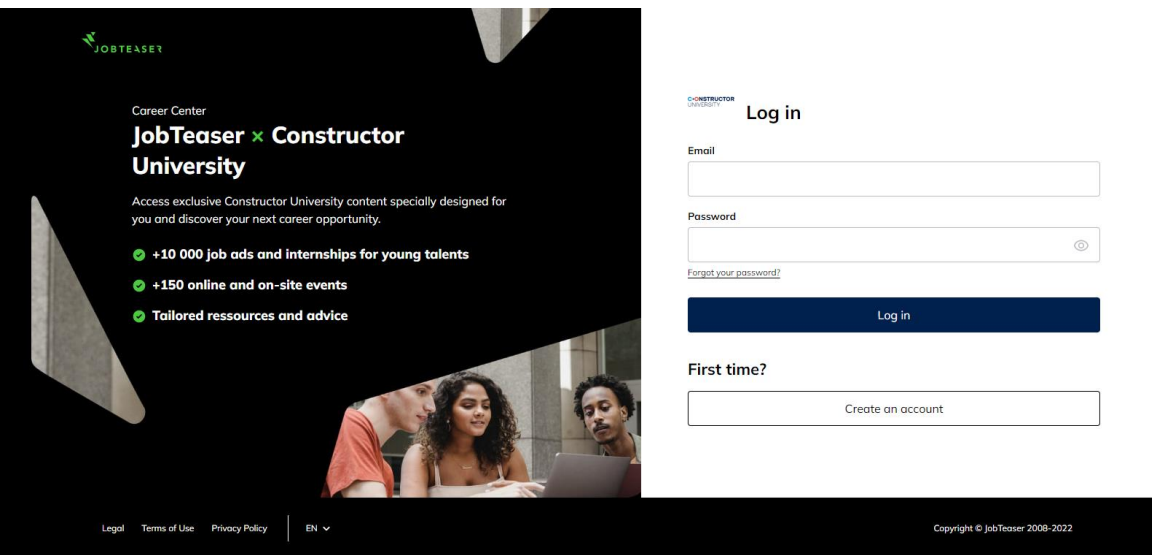 JOBTEASER
Career Center
JobTeaser × Constructor
University
Access exclusive Constructor University content specially designed for
you and discover your next career opportunity.
+10 000 job ads and internships for young talents
+150 online and on-site events
Tailored ressources and advice
CONSTRUCTOR
UNIVERSITY
Log in
Email
Password
Forgot your password?
Log in
First time?
Create an account
Legal Terms of Use Privacy Policy EN
Copyright © JobTeaser 2008-2022